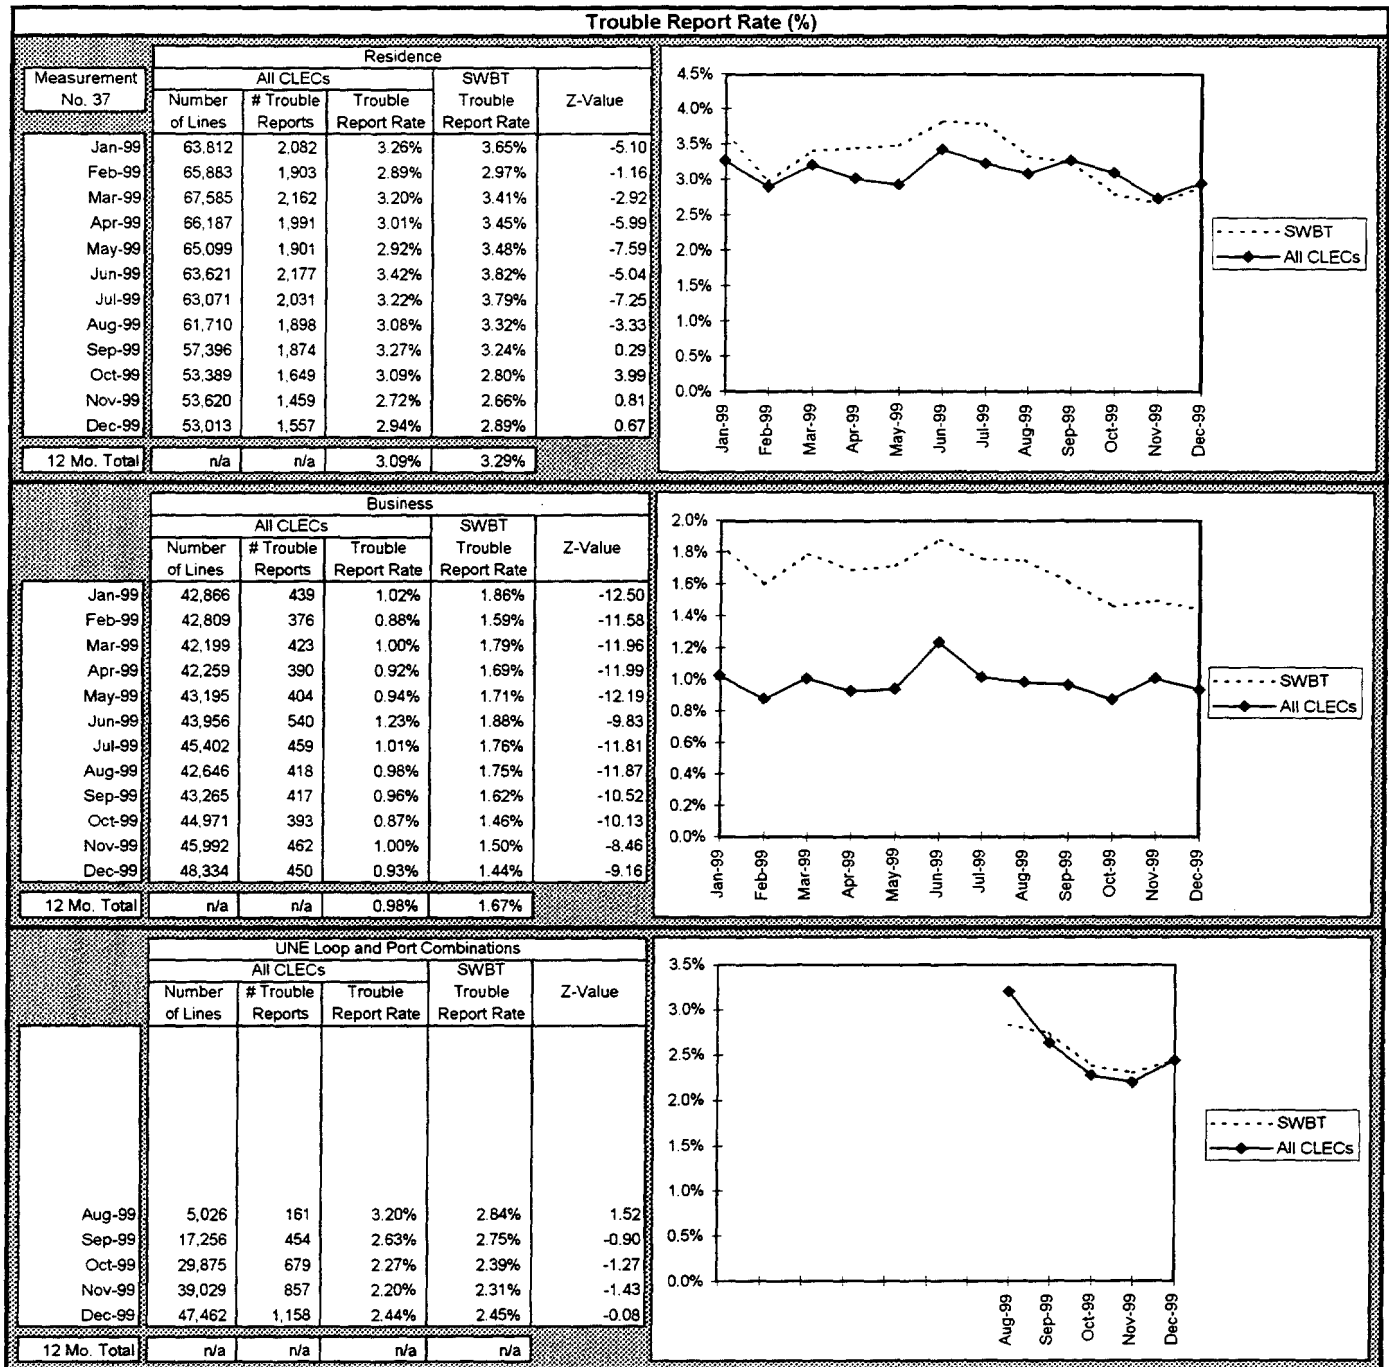 Trouble Report Rate (%)
Measurement
No. 37
Residence
All CLECs
SWBT
Number of Lines
# Trouble Reports
Trouble Report Rate
Trouble Report Rate
Z-Value
Jan-99 63,812 2,082 3.26% 3.65% -5.10
Feb-99 65,883 1,903 2.89% 2.97% -1.16
Mar-99 67,585 2,162 3.20% 3.41% -2.92
Apr-99 66,187 1,991 3.01% 3.45% -5.99
May-99 65,099 1,901 2.92% 3.48% -7.59
Jun-99 63,621 2,177 3.42% 3.82% -5.04
Jul-99 63,071 2,031 3.22% 3.79% -7.25
Aug-99 61,710 1,898 3.08% 3.32% -3.33
Sep-99 57,396 1,874 3.27% 3.24% 0.29
Oct-99 53,389 1,649 3.09% 2.80% 3.99
Nov-99 53,620 1,459 2.72% 2.66% 0.81
Dec-99 53,013 1,557 2.94% 2.89% 0.67
12 Mo. Total n/a n/a 3.09% 3.29%
4.5%
4.0%
3.5%
3.0%
2.5%
2.0%
1.5%
1.0%
0.5%
0.0%
Jan-99 Feb-99 Mar-99 Apr-99 May-99 Jun-99 Jul-99 Aug-99 Sep-99 Oct-99 Nov-99 Dec-99
SWBT
All CLECs
Business
All CLECs
SWBT
Number of Lines
# Trouble Reports
Trouble Report Rate
Trouble Report Rate
Z-Value
Jan-99 42,866 439 1.02% 1.86% -12.50
Feb-99 42,809 376 0.88% 1.59% -11.58
Mar-99 42,199 423 1.00% 1.79% -11.96
Apr-99 42,259 390 0.92% 1.69% -11.99
May-99 43,195 404 0.94% 1.71% -12.19
Jun-99 43,956 540 1.23% 1.88% -9.83
Jul-99 45,402 459 1.01% 1.76% -11.81
Aug-99 42,646 418 0.98% 1.75% -11.87
Sep-99 43,265 417 0.96% 1.62% -10.52
Oct-99 44,971 393 0.87% 1.46% -10.13
Nov-99 45,992 462 1.00% 1.50% -8.46
Dec-99 48,334 450 0.93% 1.44% -9.16
12 Mo. Total n/a n/a 0.98% 1.67%
2.0%
1.8%
1.6%
1.4%
1.2%
1.0%
0.8%
0.6%
0.4%
0.2%
0.0%
Jan-99 Feb-99 Mar-99 Apr-99 May-99 Jun-99 Jul-99 Aug-99 Sep-99 Oct-99 Nov-99 Dec-99
SWBT
All CLECs
UNE Loop and Port Combinations
All CLECs
SWBT
Number of Lines
# Trouble Reports
Trouble Report Rate
Trouble Report Rate
Z-Value
Aug-99 5,026 161 3.20% 2.84% 1.52
Sep-99 17,256 454 2.63% 2.75% -0.90
Oct-99 29,875 679 2.27% 2.39% -1.27
Nov-99 39,029 857 2.20% 2.31% -1.43
Dec-99 47,462 1,158 2.44% 2.45% -0.08
12 Mo. Total n/a n/a n/a n/a
3.5%
3.0%
2.5%
2.0%
1.5%
1.0%
0.5%
0.0%
Aug-99 Sep-99 Oct-99 Nov-99 Dec-99
SWBT
All CLECs